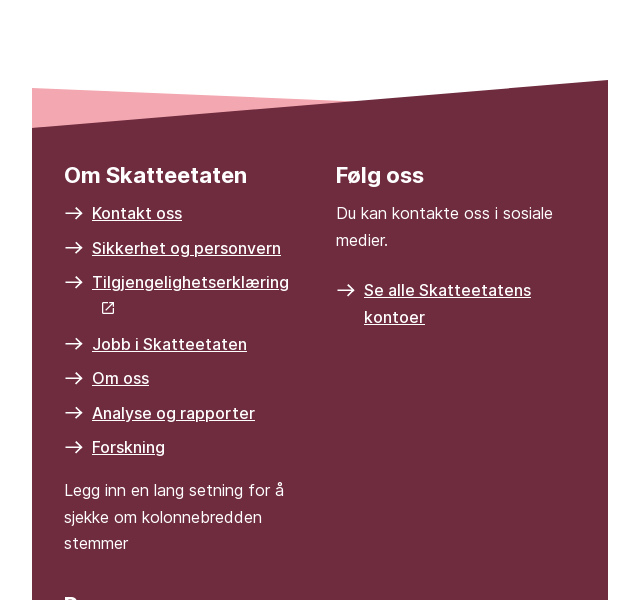 Om Skatteetaten
Kontakt oss
Sikkerhet og personvern
Tilgjengelighetserklæring
Jobb i Skatteetaten
Om oss
Analyse og rapporter
Forskning
Legg inn en lang setning for å
sjekke om kolonnebredden
stemmer
Følg oss
Du kan kontakte oss i sosiale
medier.
Se alle Skatteetatens
kontoer